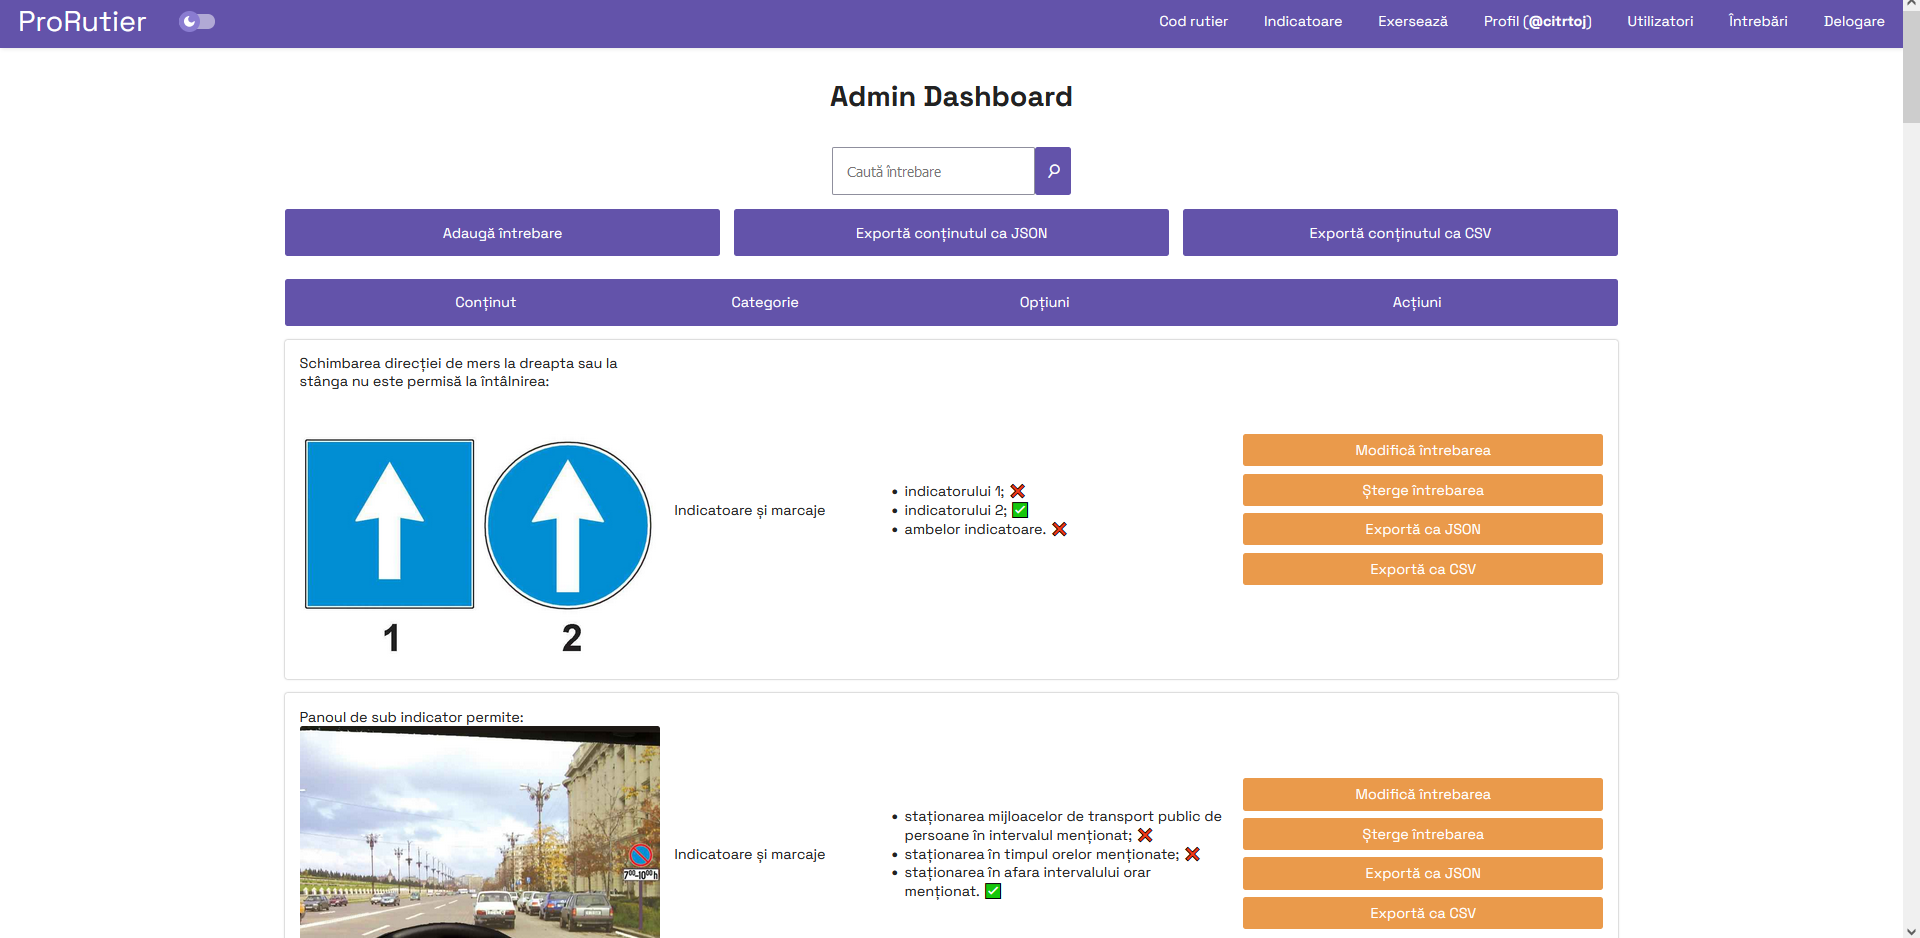 ProRutier
Cod rutier
Indicatoare
Exersează
Profil (@citrtoj)
Utilizatori
Întrebări
Delogare
Admin Dashboard
Caută întrebare
Adaugă întrebare
Exportă conținutul ca JSON
Exportă conținutul ca CSV
Conținut
Categorie
Opțiuni
Acțiuni
Schimbarea direcției de mers la dreapta sau la
stânga nu este permisă la întâlnirea:
1
2
Indicatoare și marcaje
indicatorului 1;
indicatorului 2;
ambelor indicatoare.
Modifică întrebarea
Șterge întrebarea
Exportă ca JSON
Exportă ca CSV
Panoul de sub indicator permite:
7⁰⁰-10⁰⁰h
Indicatoare și marcaje
staționarea mijloacelor de transport public de
persoane în intervalul menționat;
staționarea în timpul orelor menționate;
staționarea în afara intervalului orar
menționat.
Modifică întrebarea
Șterge întrebarea
Exportă ca JSON
Exportă ca CSV